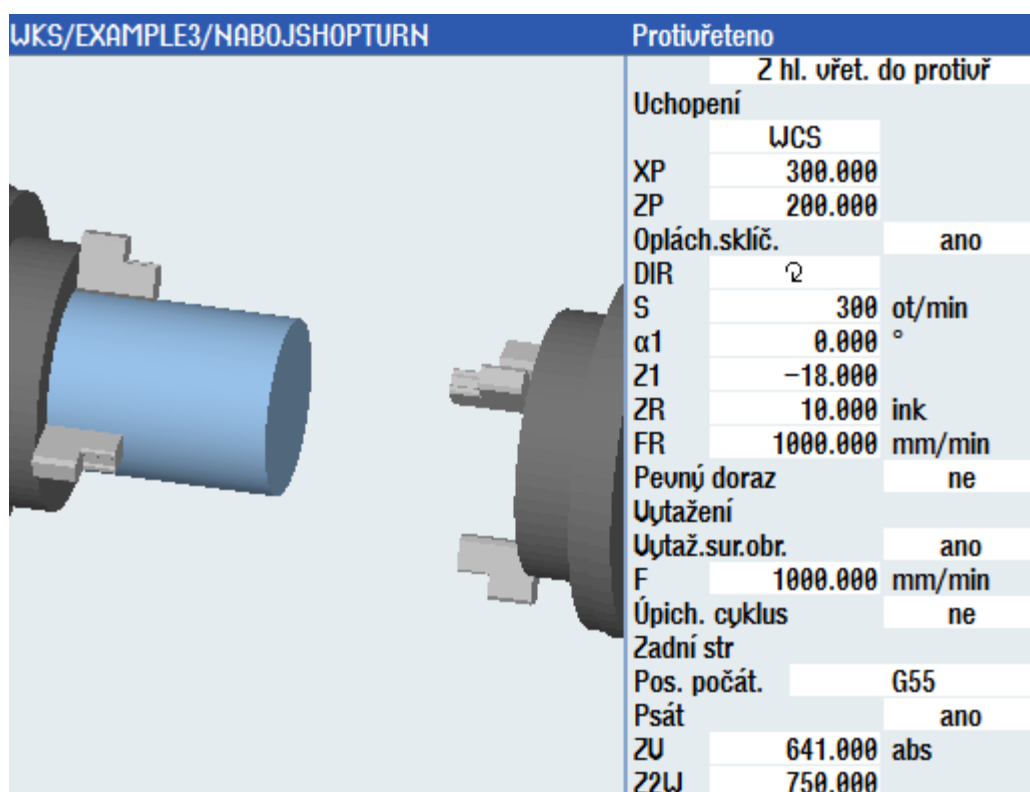 WKS/EXAMPLE3/NABOJSHOPTURN
Protivřeteno
Z hl. vřet. do protivř
Uchopení
WCS
XP 300.000
ZP 200.000
Oplách.sklíč. ano
DIR
S 300 ot/min
α1 0.000 °
Z1 -18.000
ZR 10.000 ink
FR 1000.000 mm/min
Pevný doraz ne
Vytažení
Vytaž.sur.obr. ano
F 1000.000 mm/min
Úpich. cyklus ne
Zadní str
Pos. počát. G55
Psát ano
ZV 641.000 abs
Z2W 750.000